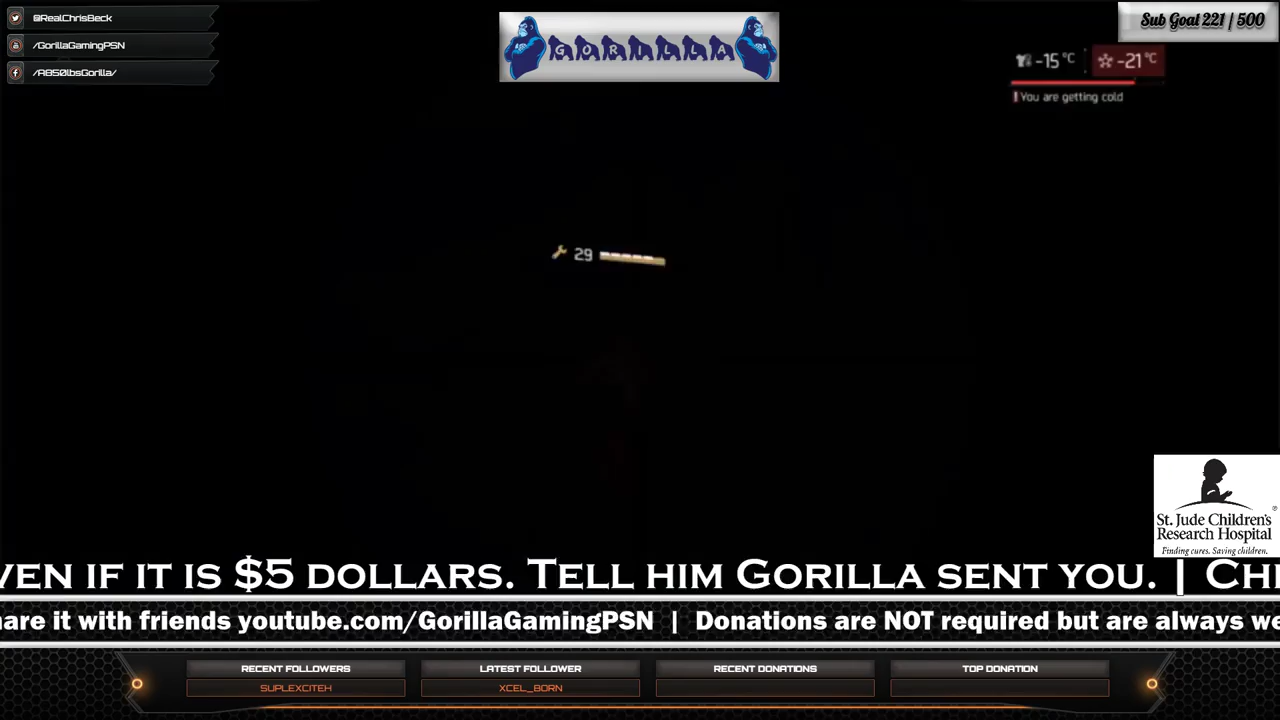 @RealChrisBeck
/GorillaGamingPSN
/A850lbsGorilla/
GORILLA
Sub Goal 221 / 500
-15 °C
-21 °C
You are getting cold
29
St. Jude Children's
Research Hospital
Finding cures. Saving children.
VEN IF IT IS $5 DOLLARS. TELL HIM GORILLA SENT YOU. | CHI
hare it with friends youtube.com/GorillaGamingPSN | Donations are NOT required but are always we
RECENT FOLLOWERS
LATEST FOLLOWER
RECENT DONATIONS
TOP DONATION
SUPLEXCITEH
XCEL_BORN